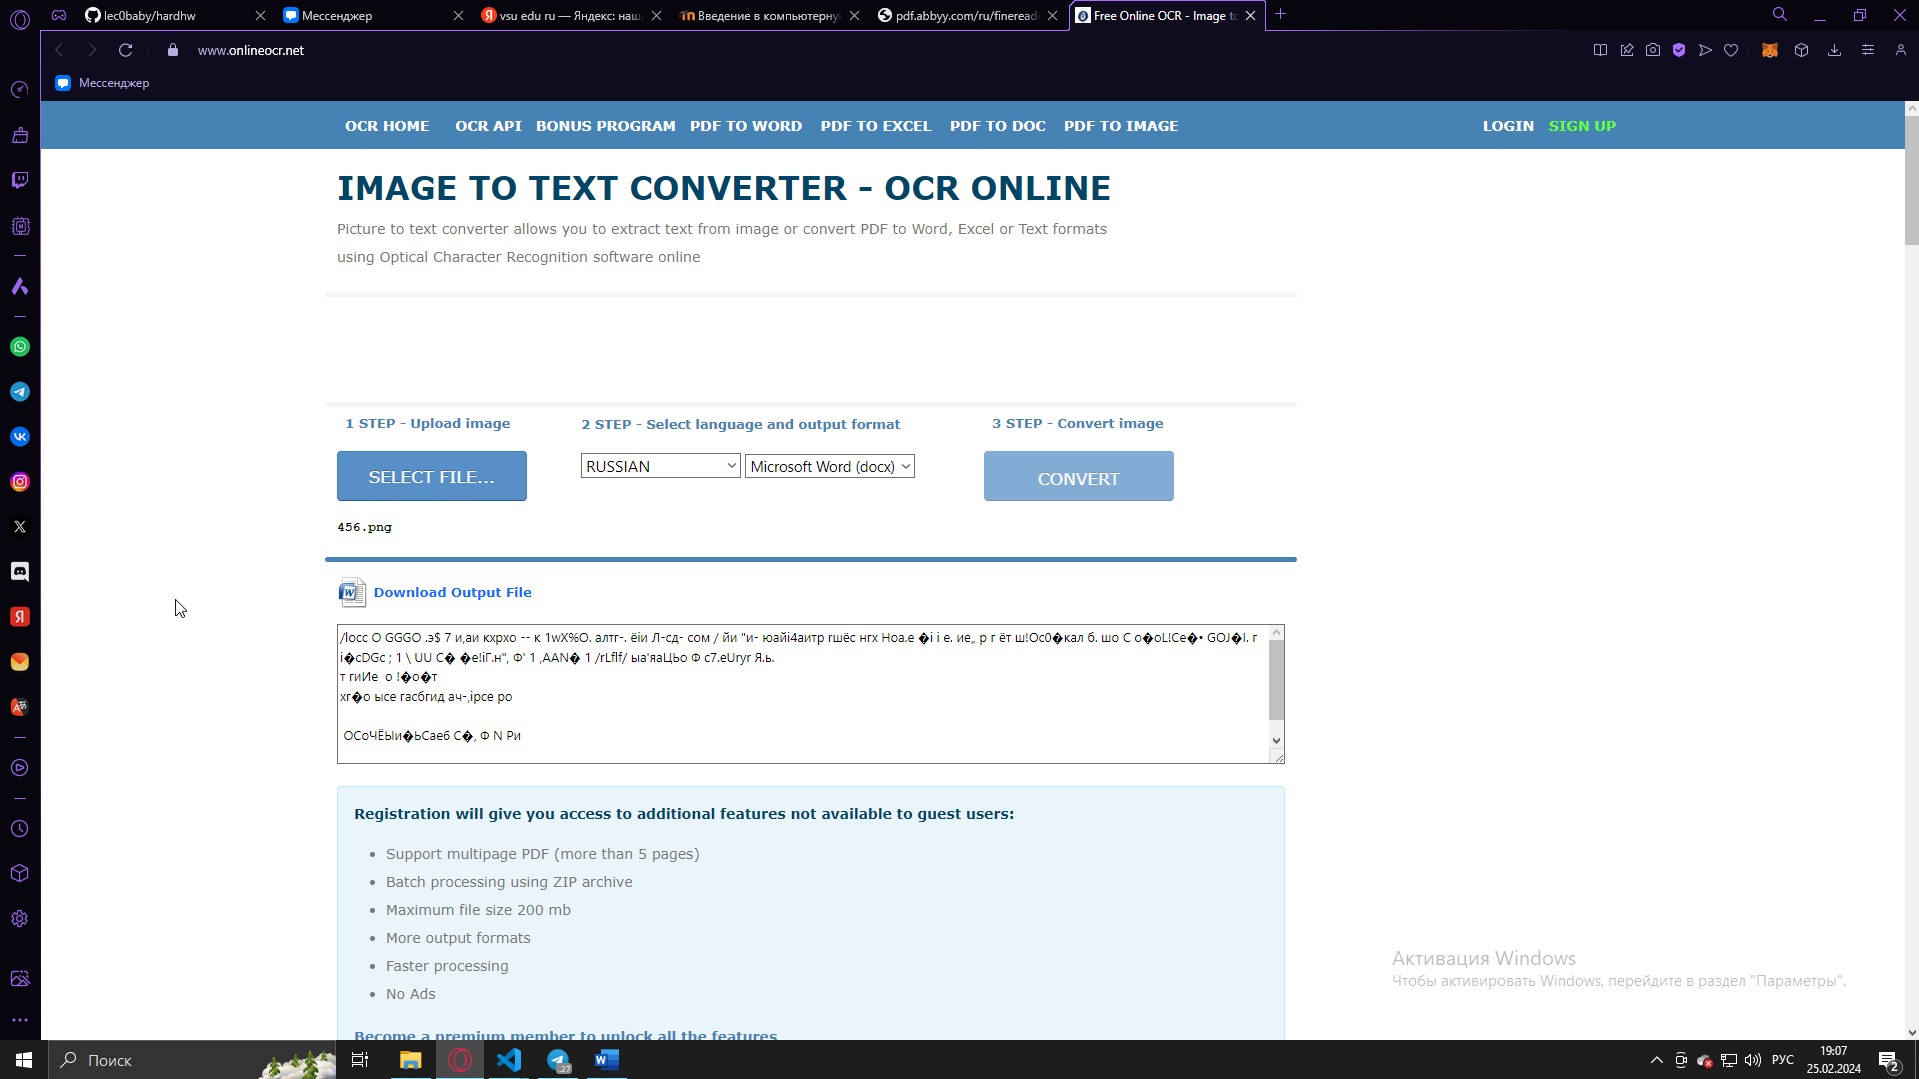 lec0baby/hardhw
Мессенджер
vsu edu ru — Яндекс: наш
Введение в компьютерну
pdf.abbyy.com/ru/fineread
Free Online OCR - Image to
www.onlineocr.net
Мессенджер
OCR HOME OCR API BONUS PROGRAM PDF TO WORD PDF TO EXCEL PDF TO DOC PDF TO IMAGE LOGIN SIGN UP
IMAGE TO TEXT CONVERTER - OCR ONLINE
Picture to text converter allows you to extract text from image or convert PDF to Word, Excel or Text formats
using Optical Character Recognition software online
1 STEP - Upload image
2 STEP - Select language and output format
3 STEP - Convert image
SELECT FILE...
RUSSIAN
Microsoft Word (docx)
CONVERT
456.png
Download Output File
/locc О GGGO .э$ 7 и,аи кхрхо -- к 1wX%O. алтг-. ёіи Л-сд- сом / йи "и- юайі4аитр гшёс нгх Ноа.е �і і е. ие„ р г ёт ш!Ос0�кал б. шо С о�oL!Се�• GOJ�I. г
і�cDGc ; 1 \ UU С� �е!іГ.н", Ф' 1 ,AAN� 1 /rLflf/ ыа'яаЦЬо Ф с7.eUryr Я.ь.
т гиИе о !�о�т
хг�о ысе гасбгид ач-,ірсе ро
ОСоЧЁЫи�ЬСае6 С�, Ф N Ри
Registration will give you access to additional features not available to guest users:
Support multipage PDF (more than 5 pages)
Batch processing using ZIP archive
Maximum file size 200 mb
More output formats
Faster processing
No Ads
Become a premium member to unlock all the features
Активация Windows
Чтобы активировать Windows, перейдите в раздел "Параметры".
Поиск
27
РУС
19:07
25.02.2024
2